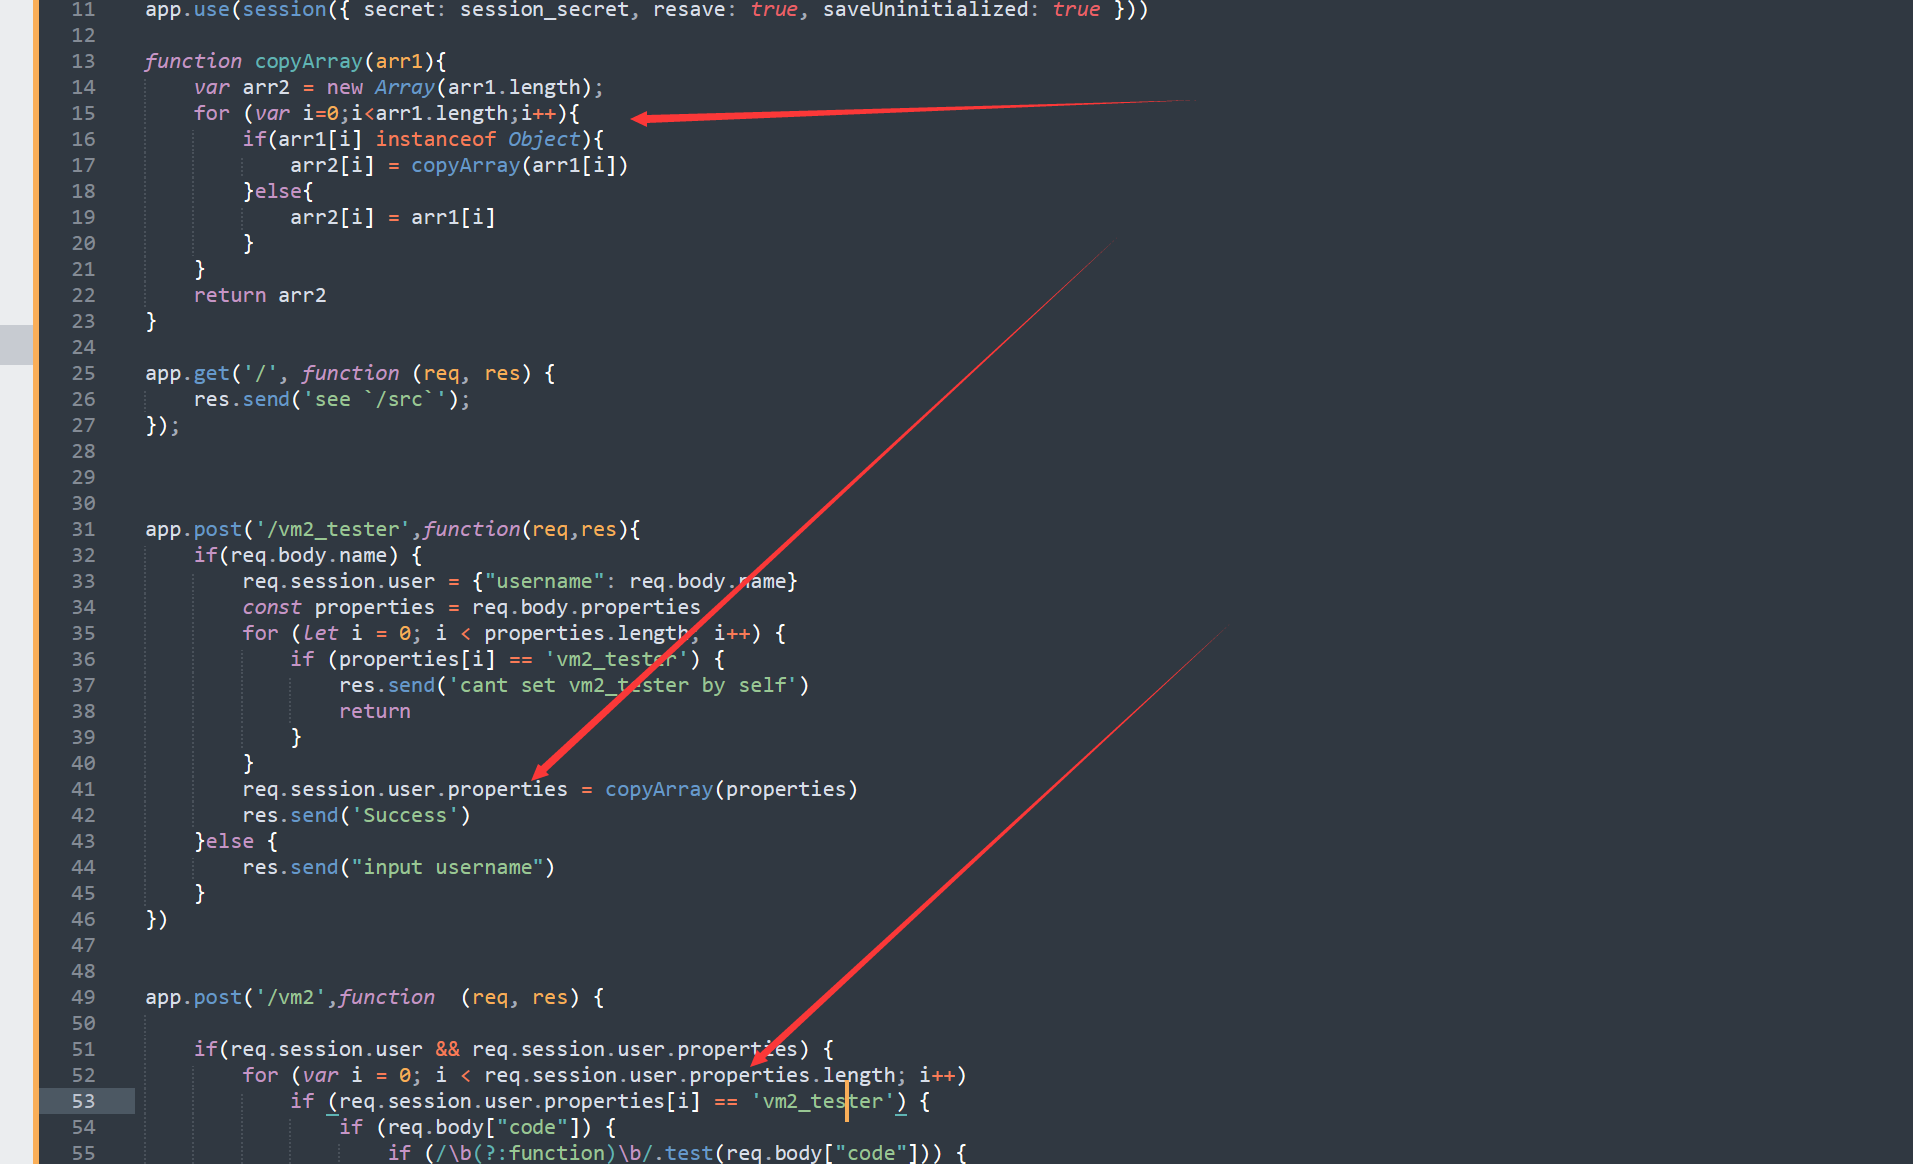 11 app.use(session({ secret: session_secret, resave: true, saveUninitialized: true }))
12
13 function copyArray(arr1){
14     var arr2 = new Array(arr1.length);
15     for (var i=0;i<arr1.length;i++){
16         if(arr1[i] instanceof Object){
17             arr2[i] = copyArray(arr1[i])
18         }else{
19             arr2[i] = arr1[i]
20         }
21     }
22     return arr2
23 }
24
25 app.get('/', function (req, res) {
26     res.send('see `/src`');
27 });
28
29
30
31 app.post('/vm2_tester',function(req,res){
32     if(req.body.name) {
33         req.session.user = {"username": req.body.name}
34         const properties = req.body.properties
35         for (let i = 0; i < properties.length; i++) {
36             if (properties[i] == 'vm2_tester') {
37                 res.send('cant set vm2_tester by self')
38                 return
39             }
40         }
41         req.session.user.properties = copyArray(properties)
42         res.send('Success')
43     }else {
44         res.send("input username")
45     }
46 })
47
48
49 app.post('/vm2',function  (req, res) {
50
51     if(req.session.user && req.session.user.properties) {
52         for (var i = 0; i < req.session.user.properties.length; i++)
53             if (req.session.user.properties[i] == 'vm2_tester') {
54                 if (req.body["code"]) {
55                     if (/\b(?:function)\b/.test(req.body["code"])) {